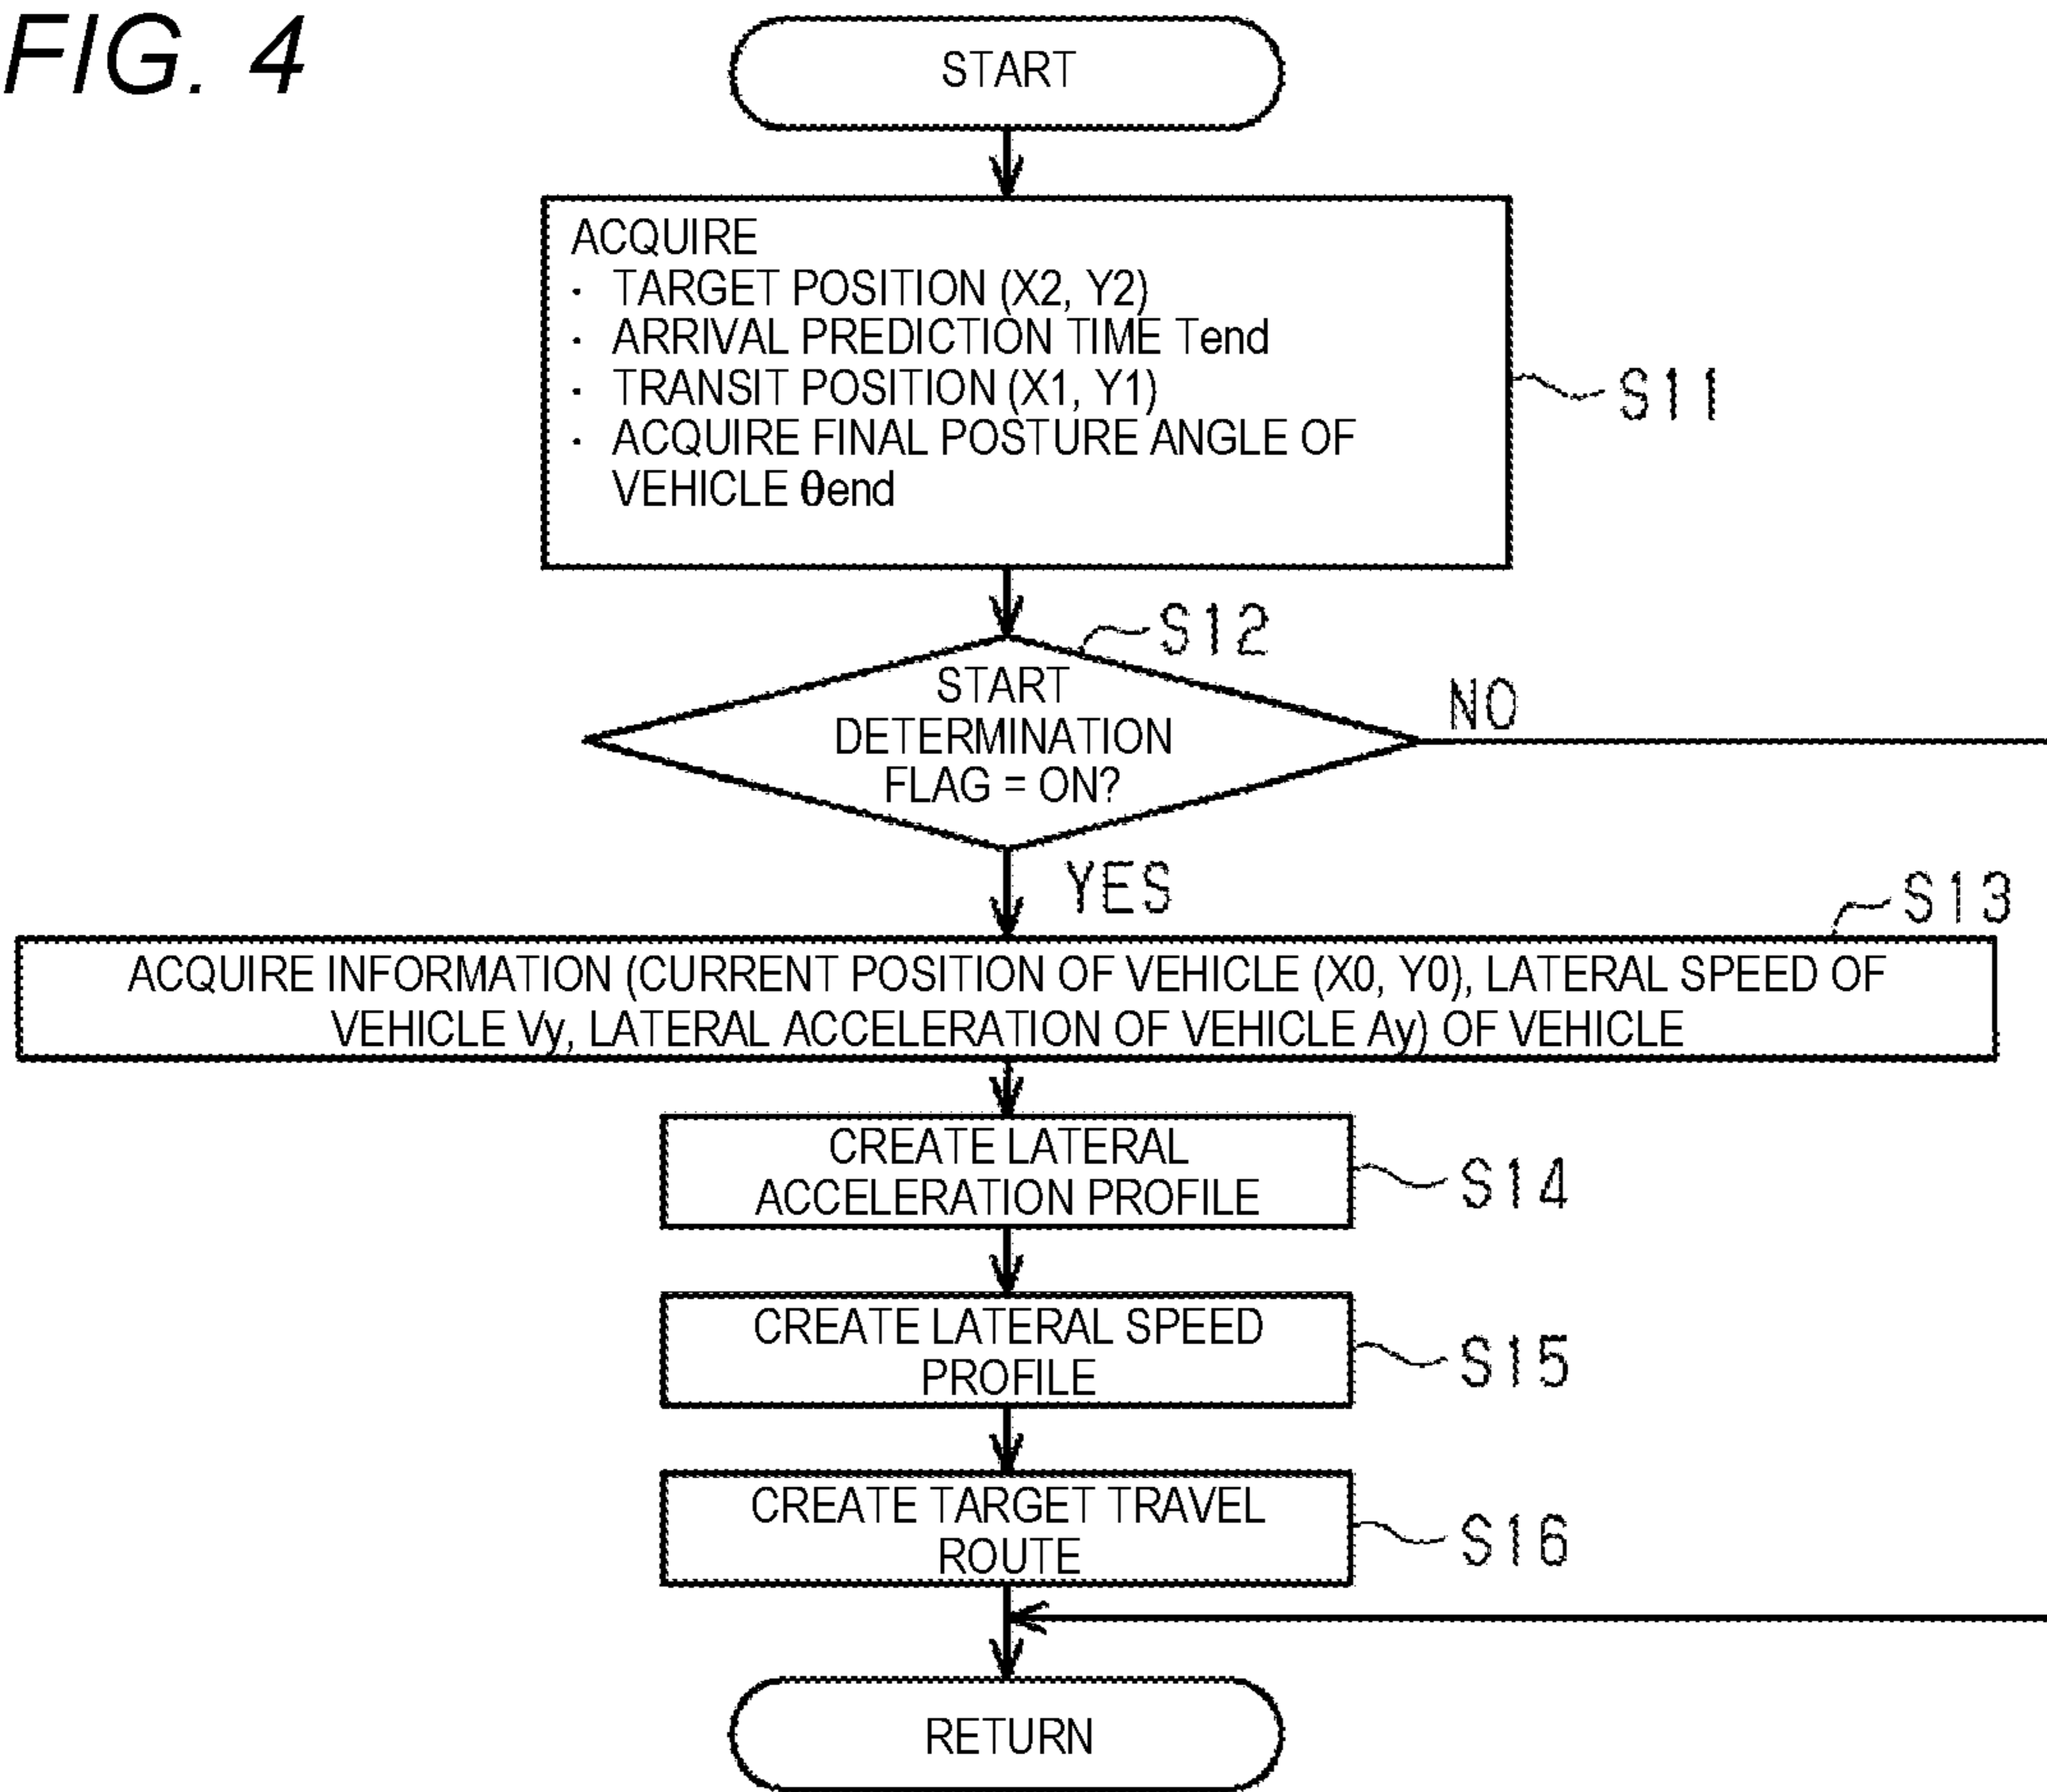 FIG. 4
START
ACQUIRE
· TARGET POSITION (X2, Y2)
· ARRIVAL PREDICTION TIME Tend
· TRANSIT POSITION (X1, Y1)
· ACQUIRE FINAL POSTURE ANGLE OF
VEHICLE θend
S11
S12
START
DETERMINATION
FLAG = ON?
NO
YES
S13
ACQUIRE INFORMATION (CURRENT POSITION OF VEHICLE (X0, Y0), LATERAL SPEED OF
VEHICLE Vy, LATERAL ACCELERATION OF VEHICLE Ay) OF VEHICLE
CREATE LATERAL
ACCELERATION PROFILE
S14
CREATE LATERAL SPEED
PROFILE
S15
CREATE TARGET TRAVEL
ROUTE
S16
RETURN